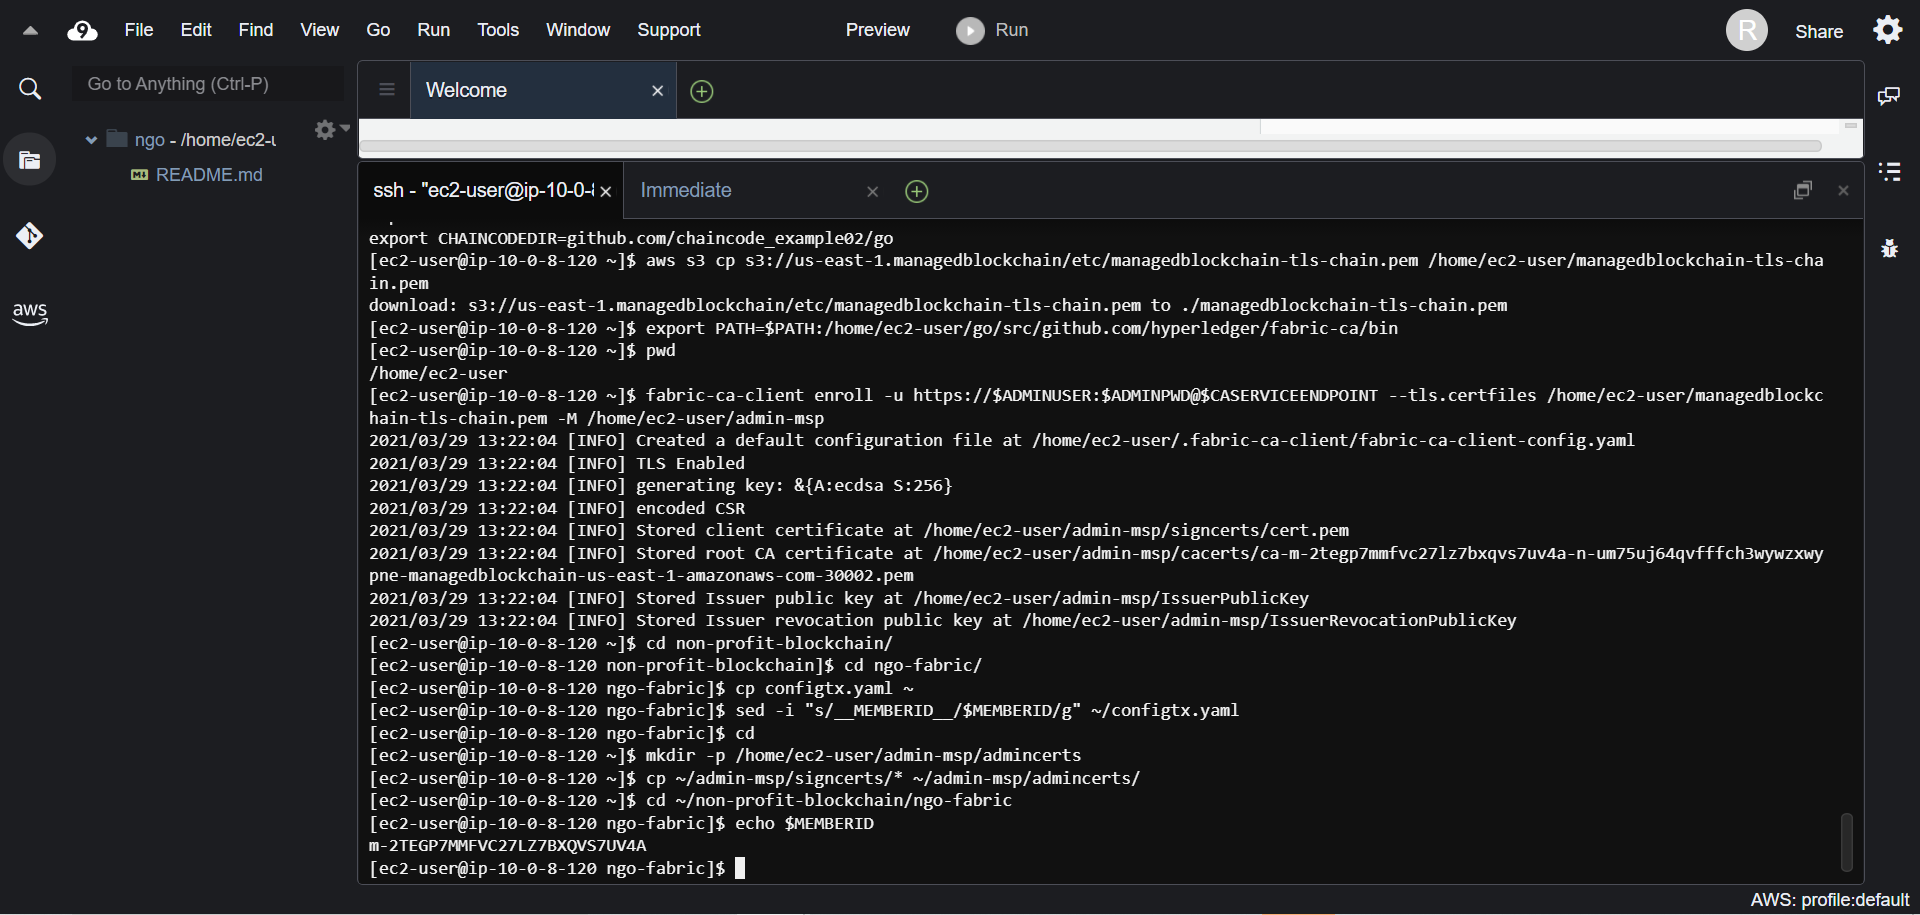 File Edit Find View Go Run Tools Window Support Preview Run R Share
Go to Anything (Ctrl-P)
Welcome
ngo - /home/ec2-u
README.md
aws
ssh - "ec2-user@ip-10-0-8 Immediate
export CHAINCODEDIR=github.com/chaincode_example02/go
[ec2-user@ip-10-0-8-120 ~]$ aws s3 cp s3://us-east-1.managedblockchain/etc/managedblockchain-tls-chain.pem /home/ec2-user/managedblockchain-tls-cha
in.pem
download: s3://us-east-1.managedblockchain/etc/managedblockchain-tls-chain.pem to ./managedblockchain-tls-chain.pem
[ec2-user@ip-10-0-8-120 ~]$ export PATH=$PATH:/home/ec2-user/go/src/github.com/hyperledger/fabric-ca/bin
[ec2-user@ip-10-0-8-120 ~]$ pwd
/home/ec2-user
[ec2-user@ip-10-0-8-120 ~]$ fabric-ca-client enroll -u https://$ADMINUSER:$ADMINPWD@$CASERVICEENDPOINT --tls.certfiles /home/ec2-user/managedblockc
hain-tls-chain.pem -M /home/ec2-user/admin-msp
2021/03/29 13:22:04 [INFO] Created a default configuration file at /home/ec2-user/.fabric-ca-client/fabric-ca-client-config.yaml
2021/03/29 13:22:04 [INFO] TLS Enabled
2021/03/29 13:22:04 [INFO] generating key: &{A:ecdsa S:256}
2021/03/29 13:22:04 [INFO] encoded CSR
2021/03/29 13:22:04 [INFO] Stored client certificate at /home/ec2-user/admin-msp/signcerts/cert.pem
2021/03/29 13:22:04 [INFO] Stored root CA certificate at /home/ec2-user/admin-msp/cacerts/ca-m-2tegp7mmfvc27lz7bxqvs7uv4a-n-um75uj64qvfffch3wywzxwy
pne-managedblockchain-us-east-1-amazonaws-com-30002.pem
2021/03/29 13:22:04 [INFO] Stored Issuer public key at /home/ec2-user/admin-msp/IssuerPublicKey
2021/03/29 13:22:04 [INFO] Stored Issuer revocation public key at /home/ec2-user/admin-msp/IssuerRevocationPublicKey
[ec2-user@ip-10-0-8-120 ~]$ cd non-profit-blockchain/
[ec2-user@ip-10-0-8-120 non-profit-blockchain]$ cd ngo-fabric/
[ec2-user@ip-10-0-8-120 ngo-fabric]$ cp configtx.yaml ~
[ec2-user@ip-10-0-8-120 ngo-fabric]$ sed -i "s/__MEMBERID__/$MEMBERID/g" ~/configtx.yaml
[ec2-user@ip-10-0-8-120 ngo-fabric]$ cd
[ec2-user@ip-10-0-8-120 ~]$ mkdir -p /home/ec2-user/admin-msp/admincerts
[ec2-user@ip-10-0-8-120 ~]$ cp ~/admin-msp/signcerts/* ~/admin-msp/admincerts/
[ec2-user@ip-10-0-8-120 ~]$ cd ~/non-profit-blockchain/ngo-fabric
[ec2-user@ip-10-0-8-120 ngo-fabric]$ echo $MEMBERID
m-2TEGP7MMFVC27LZ7BXQVS7UV4A
[ec2-user@ip-10-0-8-120 ngo-fabric]$
AWS: profile:default